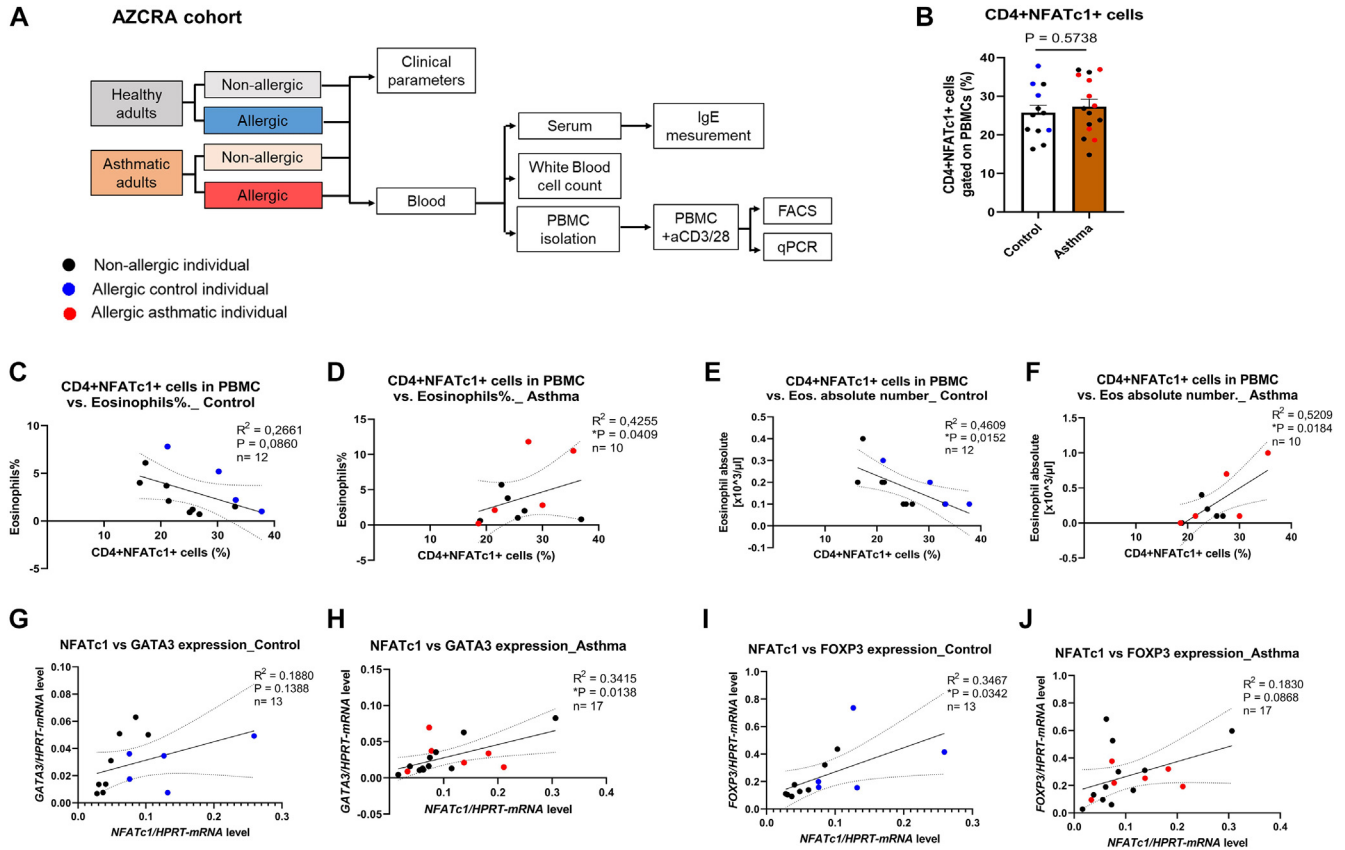 A
AZCRA cohort
Healthy
adults
Asthmatic
adults
Non-allergic
Allergic
Non-allergic
Allergic
Clinical
parameters
Blood
Serum
White Blood
cell count
PBMC
isolation
IgE
mesurement
PBMC
+aCD3/28
FACS
qPCR
Non-allergic individual
Allergic control individual
Allergic asthmatic individual
B
CD4+NFATc1+ cells
P = 0.5738
CD4+NFATc1+ cells
gated on PBMCs (%)
40
30
20
10
0
Control
Asthma
C
CD4+NFATc1+ cells in PBMC
vs. Eosinophils%._ Control
R2 = 0,2661
P = 0,0860
n= 12
Eosinophils%
10
5
0
-5
10 20 30 40
CD4+NFATc1+ cells (%)
D
CD4+NFATc1+ cells in PBMC
vs. Eosinophils%._ Asthma
R2 = 0,4255
*P = 0.0409
n= 10
Eosinophils%
15
10
5
0
-5
10 20 30 40
CD4+NFATc1+ cells (%)
E
CD4+NFATc1+ cells in PBMC
vs. Eos. absolute number_ Control
R2 = 0,4609
*P = 0,0152
n= 12
Eosinophil absolute
[x10^3/µl]
0.5
0.4
0.3
0.2
0.1
0.0
-0.1
10 20 30 40
CD4+NFATc1+ cells (%)
F
CD4+NFATc1+ cells in PBMC
vs. Eos absolute number._ Asthma
R2 = 0,5209
*P = 0.0184
n= 10
Eosinophil absolute
[x10^3/µl]
1.5
1.0
0.5
0.0
-0.5
10 20 30 40
CD4+NFATc1+ cells (%)
G
NFATc1 vs GATA3 expression_Control
R2 = 0.1880
P = 0.1388
n= 13
GATA3/HPRT-mRNA level
0.10
0.08
0.06
0.04
0.02
0.00
0.0 0.1 0.2 0.3
NFATc1/HPRT-mRNA level
H
NFATc1 vs GATA3 expression_Asthma
R2 = 0.3415
*P = 0.0138
n= 17
GATA3/HPRT-mRNA level
0.15
0.10
0.05
0.00
-0.05
0.1 0.2 0.3 0.4
NFATc1/HPRT-mRNA level
I
NFATc1 vs FOXP3 expression_Control
R2 = 0.3467
*P = 0.0342
n= 13
FOXP3/HPRT-mRNA level
1.0
0.8
0.6
0.4
0.2
0.0
0.0 0.1 0.2 0.3
NFATc1/HPRT-mRNA level
J
NFATc1 vs FOXP3 expression_Asthma
R2 = 0.1830
P = 0.0868
n= 17
FOXP3/HPRT-mRNA level
1.0
0.8
0.6
0.4
0.2
0.0
0.0 0.1 0.2 0.3 0.4
NFATc1/HPRT-mRNA level